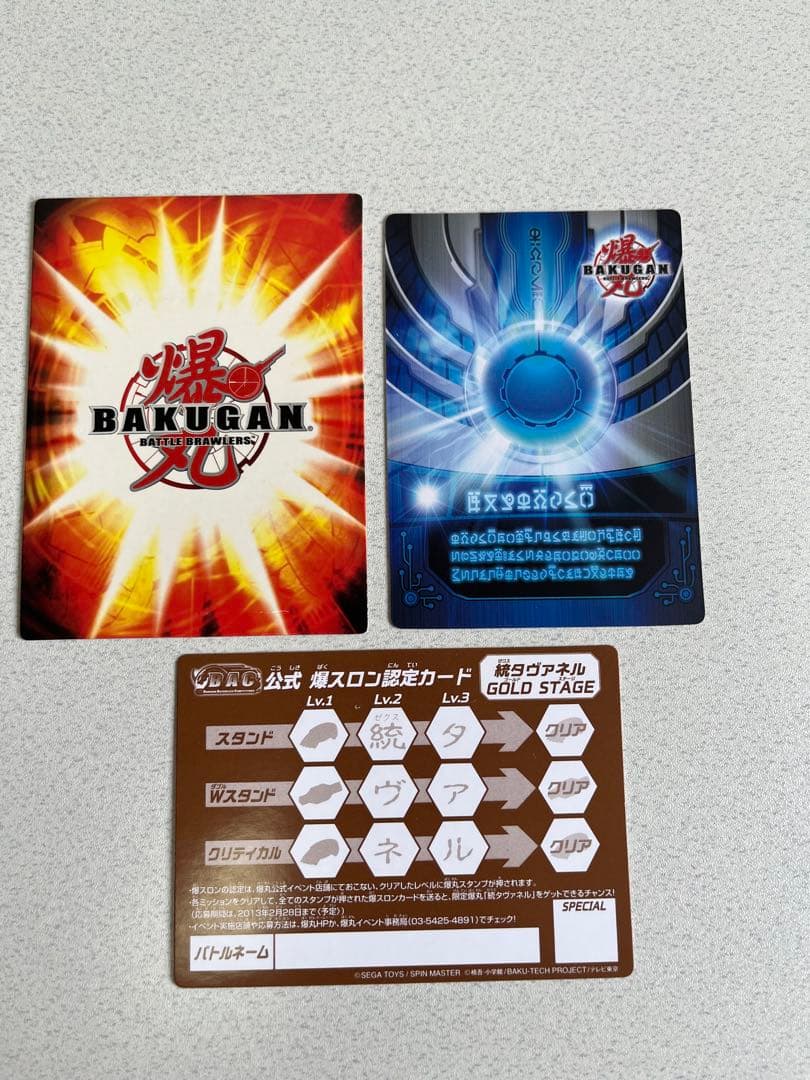 爆丸
BAKUGAN®
BATTLE BRAWLERS™
爆丸
BAKUGAN
BATTLE BRAWLERS
BAC
公式 爆スロン認定カード
統タヴァネル
GOLD STAGE
Lv.1 Lv.2 Lv.3
スタンド 統 タ クリア
Wスタンド ヴ ァ クリア
クリティカル ネ ル クリア
・爆スロンの認定は、爆丸公式イベント店舗にておこない、クリアしたレベルに爆丸スタンプが押されます。
・各ミッションをクリアして、全てのスタンプが押された爆スロンカードを送ると、限定爆丸「統タヴァネル」をゲットできるチャンス!
(応募期間は、2013年2月28日まで〈予定〉)
・イベント実施店舗や応募方法は、爆丸HPか、爆丸イベント事務局(03-5425-4891)でチェック!
SPECIAL
バトルネーム
©SEGA TOYS / SPIN MASTER ©桃吾・小学館/BAKU-TECH PROJECT/テレビ東京